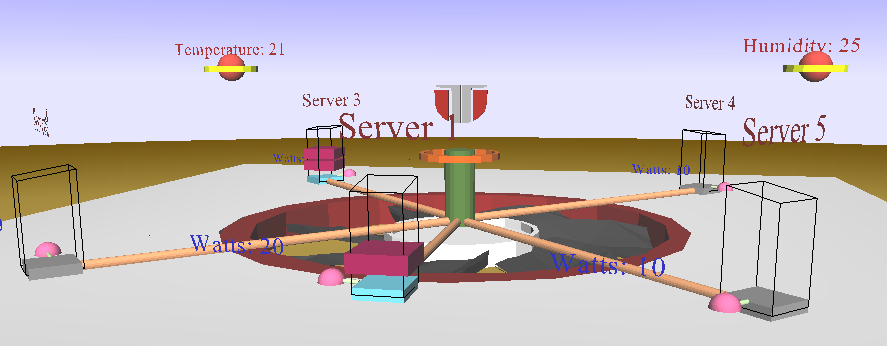 Temperature: 21
Humidity: 25
Server 3
Server 4
Server 1
Server 5
Watts:
Watts: 10
Watts: 20
Watts: 10